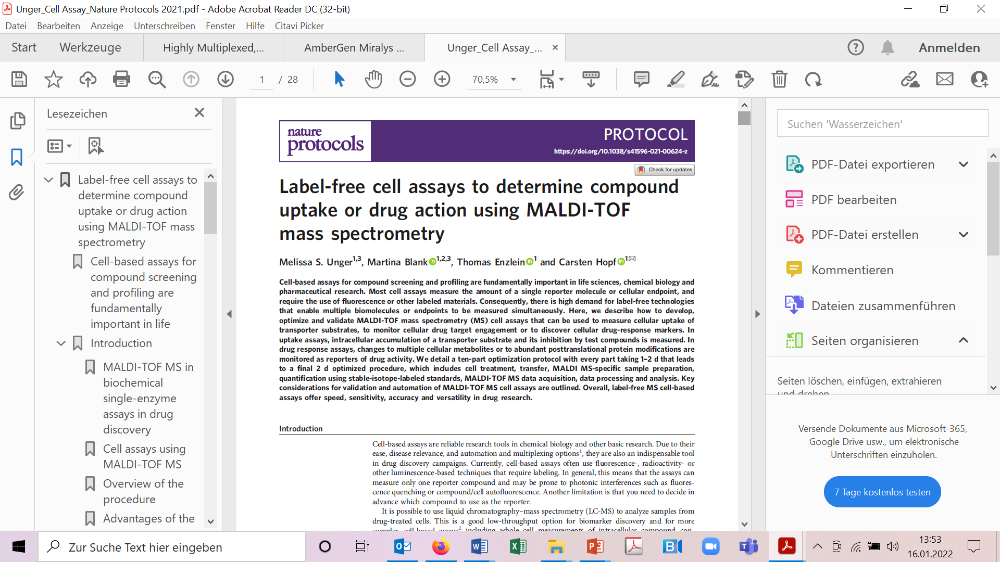 Unger_Cell Assay_Nature Protocols 2021.pdf - Adobe Acrobat Reader DC (32-bit)
Datei Bearbeiten Anzeige Unterschreiben Fenster Hilfe Citavi Picker
Start Werkzeuge Highly Multiplexed,... AmberGen Miralys ... Unger_Cell Assay_... Anmelden
1 / 28 70,5%
Lesezeichen
Label-free cell assays to
determine compound
uptake or drug action
using MALDI-TOF mass
spectrometry
Cell-based assays for
compound screening
and profiling are
fundamentally
important in life
Introduction
MALDI-TOF MS in
biochemical
single-enzyme
assays in drug
discovery
Cell assays using
MALDI-TOF MS
Overview of the
procedure
Advantages of the
nature
protocols
PROTOCOL
https://doi.org/10.1038/s41596-021-00624-z
Check for updates
Label-free cell assays to determine compound
uptake or drug action using MALDI-TOF
mass spectrometry
Melissa S. Unger1,3, Martina Blank iD 1,2,3, Thomas Enzlein iD 1 and Carsten Hopf iD 1✉
Cell-based assays for compound screening and profiling are fundamentally important in life sciences, chemical biology and
pharmaceutical research. Most cell assays measure the amount of a single reporter molecule or cellular endpoint, and
require the use of fluorescence or other labeled materials. Consequently, there is high demand for label-free technologies
that enable multiple biomolecules or endpoints to be measured simultaneously. Here, we describe how to develop,
optimize and validate MALDI-TOF mass spectrometry (MS) cell assays that can be used to measure cellular uptake of
transporter substrates, to monitor cellular drug target engagement or to discover cellular drug-response markers. In
uptake assays, intracellular accumulation of a transporter substrate and its inhibition by test compounds is measured. In
drug response assays, changes to multiple cellular metabolites or to abundant posttranslational protein modifications are
monitored as reporters of drug activity. We detail a ten-part optimization protocol with every part taking 1–2 d that leads
to a final 2 d optimized procedure, which includes cell treatment, transfer, MALDI MS-specific sample preparation,
quantification using stable-isotope-labeled standards, MALDI-TOF MS data acquisition, data processing and analysis. Key
considerations for validation and automation of MALDI-TOF MS cell assays are outlined. Overall, label-free MS cell-based
assays offer speed, sensitivity, accuracy and versatility in drug research.
Introduction
Cell-based assays are reliable research tools in chemical biology and other basic research. Due to their
ease, disease relevance, and automation and multiplexing options1, they are also an indispensable tool
in drug discovery campaigns. Currently, cell-based assays often use fluorescence-, radioactivity- or
other luminescence-based techniques that require labeling. In general, this means that the assays can
measure only one reporter compound and may be prone to photonic interferences such as fluores-
cence quenching or compound/cell autofluorescence. Another limitation is that you need to decide in
advance which compound to use as the reporter.
It is possible to use liquid chromatography–mass spectrometry (LC-MS) to analyze samples from
drug-treated cells. This is a good low-throughput option for biomarker discovery and for more
complex cell-based assays2 including whole cell measurements of intracellular compound con-
Suchen 'Wasserzeichen'
PDF-Datei exportieren
PDF bearbeiten
PDF-Datei erstellen
Kommentieren
Dateien zusammenführen
Seiten organisieren
Seiten löschen, einfügen, extrahieren
und drehen
Versende Dokumente aus Microsoft-365,
Google Drive usw., um elektronische
Unterschriften einzuholen.
7 Tage kostenlos testen
Zur Suche Text hier eingeben
13:53
16.01.2022